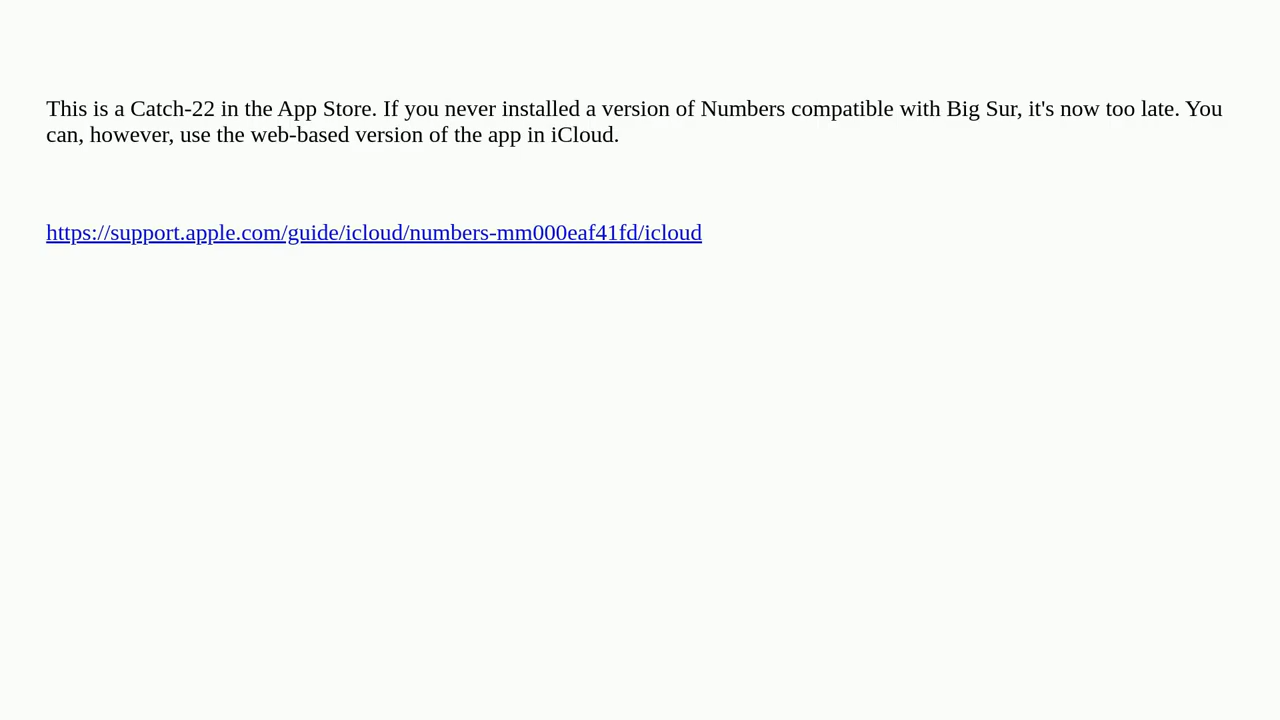 This is a Catch-22 in the App Store. If you never installed a version of Numbers compatible with Big Sur, it's now too late. You
can, however, use the web-based version of the app in iCloud.
https://support.apple.com/guide/icloud/numbers-mm000eaf41fd/icloud